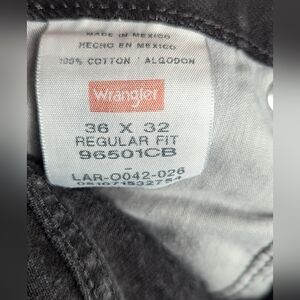 MADE IN MEXICO
HECHO EN MEXICO
100% COTTON / ALGODON
Wrangler
36 X 32
REGULAR FIT
96501CB
-
LAR-O042-026